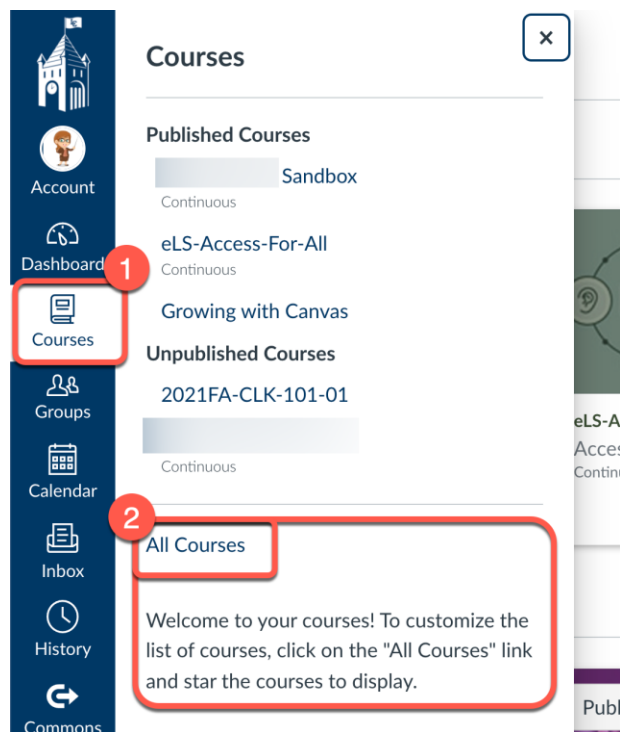 Courses
×
Published Courses
Sandbox
Continuous
eLS-Access-For-All
Continuous
Growing with Canvas
Unpublished Courses
2021FA-CLK-101-01
Continuous
All Courses
Welcome to your courses! To customize the
list of courses, click on the "All Courses" link
and star the courses to display.
Account
Dashboard
1
Courses
Groups
Calendar
2
Inbox
History
Commons
eLS-A
Acces
Contin
Publ